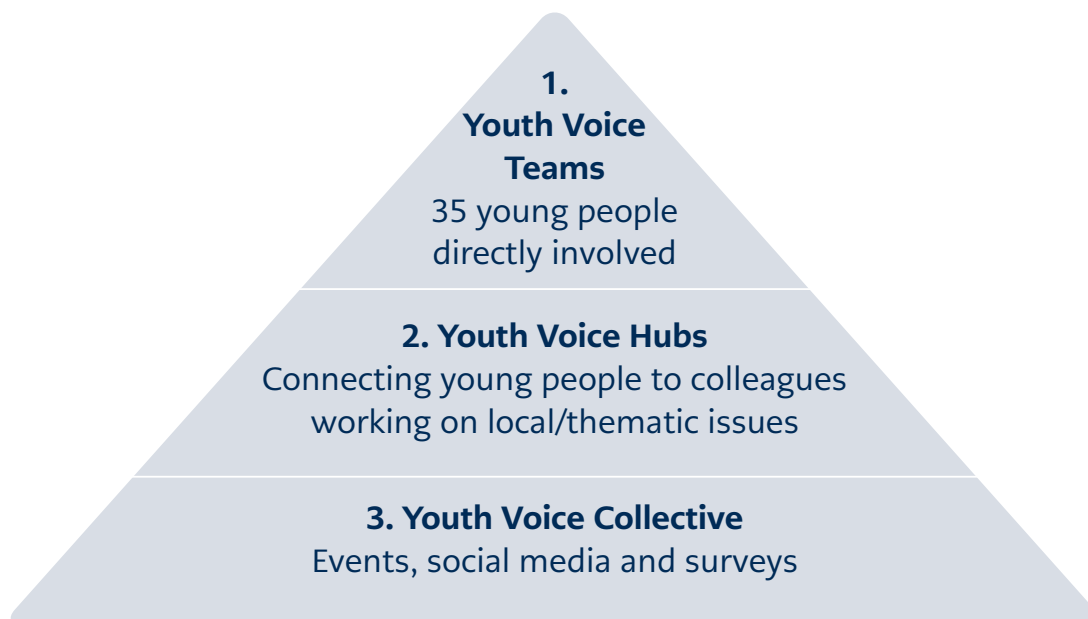 1.
Youth Voice
Teams
35 young people
directly involved
2. Youth Voice Hubs
Connecting young people to colleagues
working on local/thematic issues
3. Youth Voice Collective
Events, social media and surveys